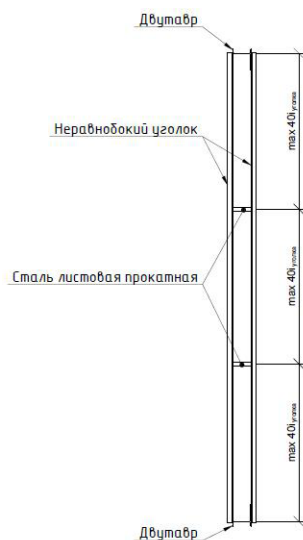 Двутавр
Неравнобокий уголок
max 40iуголка
Сталь листовая прокатная
max 40iуголка
max 40iуголка
Двутавр